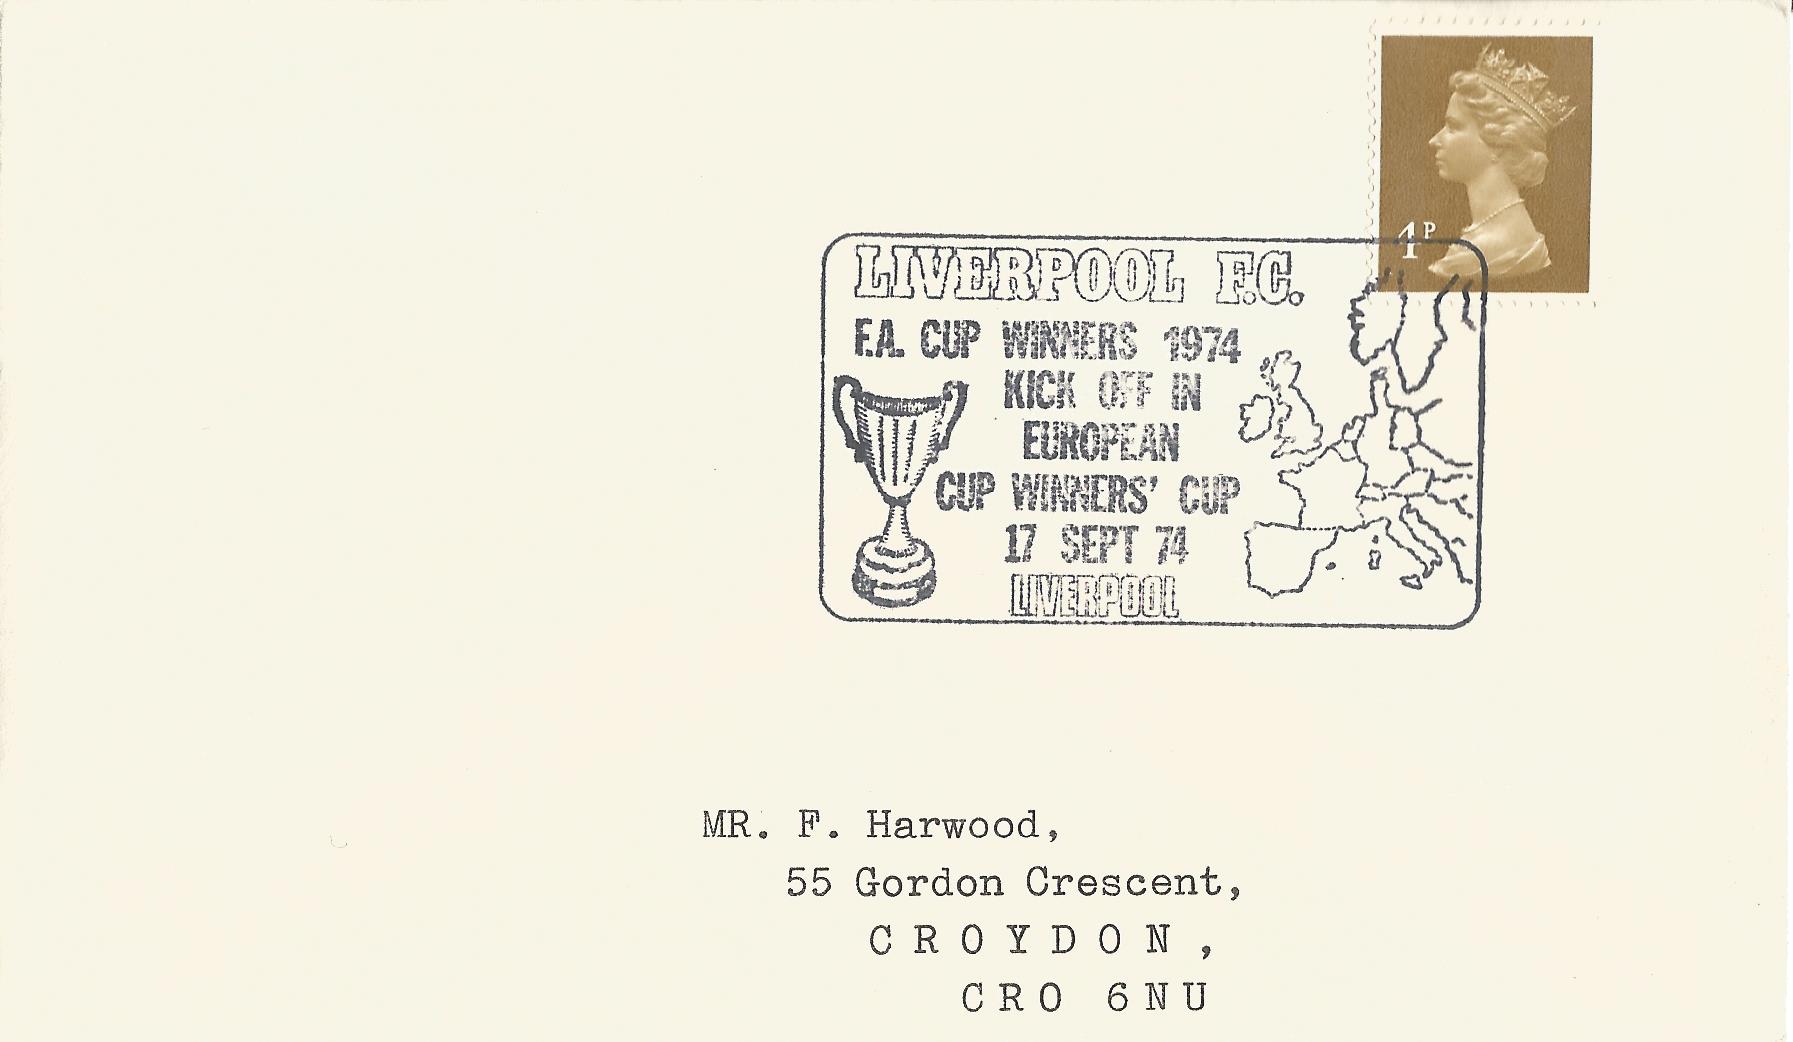 4P
LIVERPOOL F.C.
F.A. CUP WINNERS 1974
KICK OFF IN
EUROPEAN
CUP WINNERS' CUP
17 SEPT 74
LIVERPOOL
MR. F. Harwood,
55 Gordon Crescent,
CROYDON,
CRO 6NU